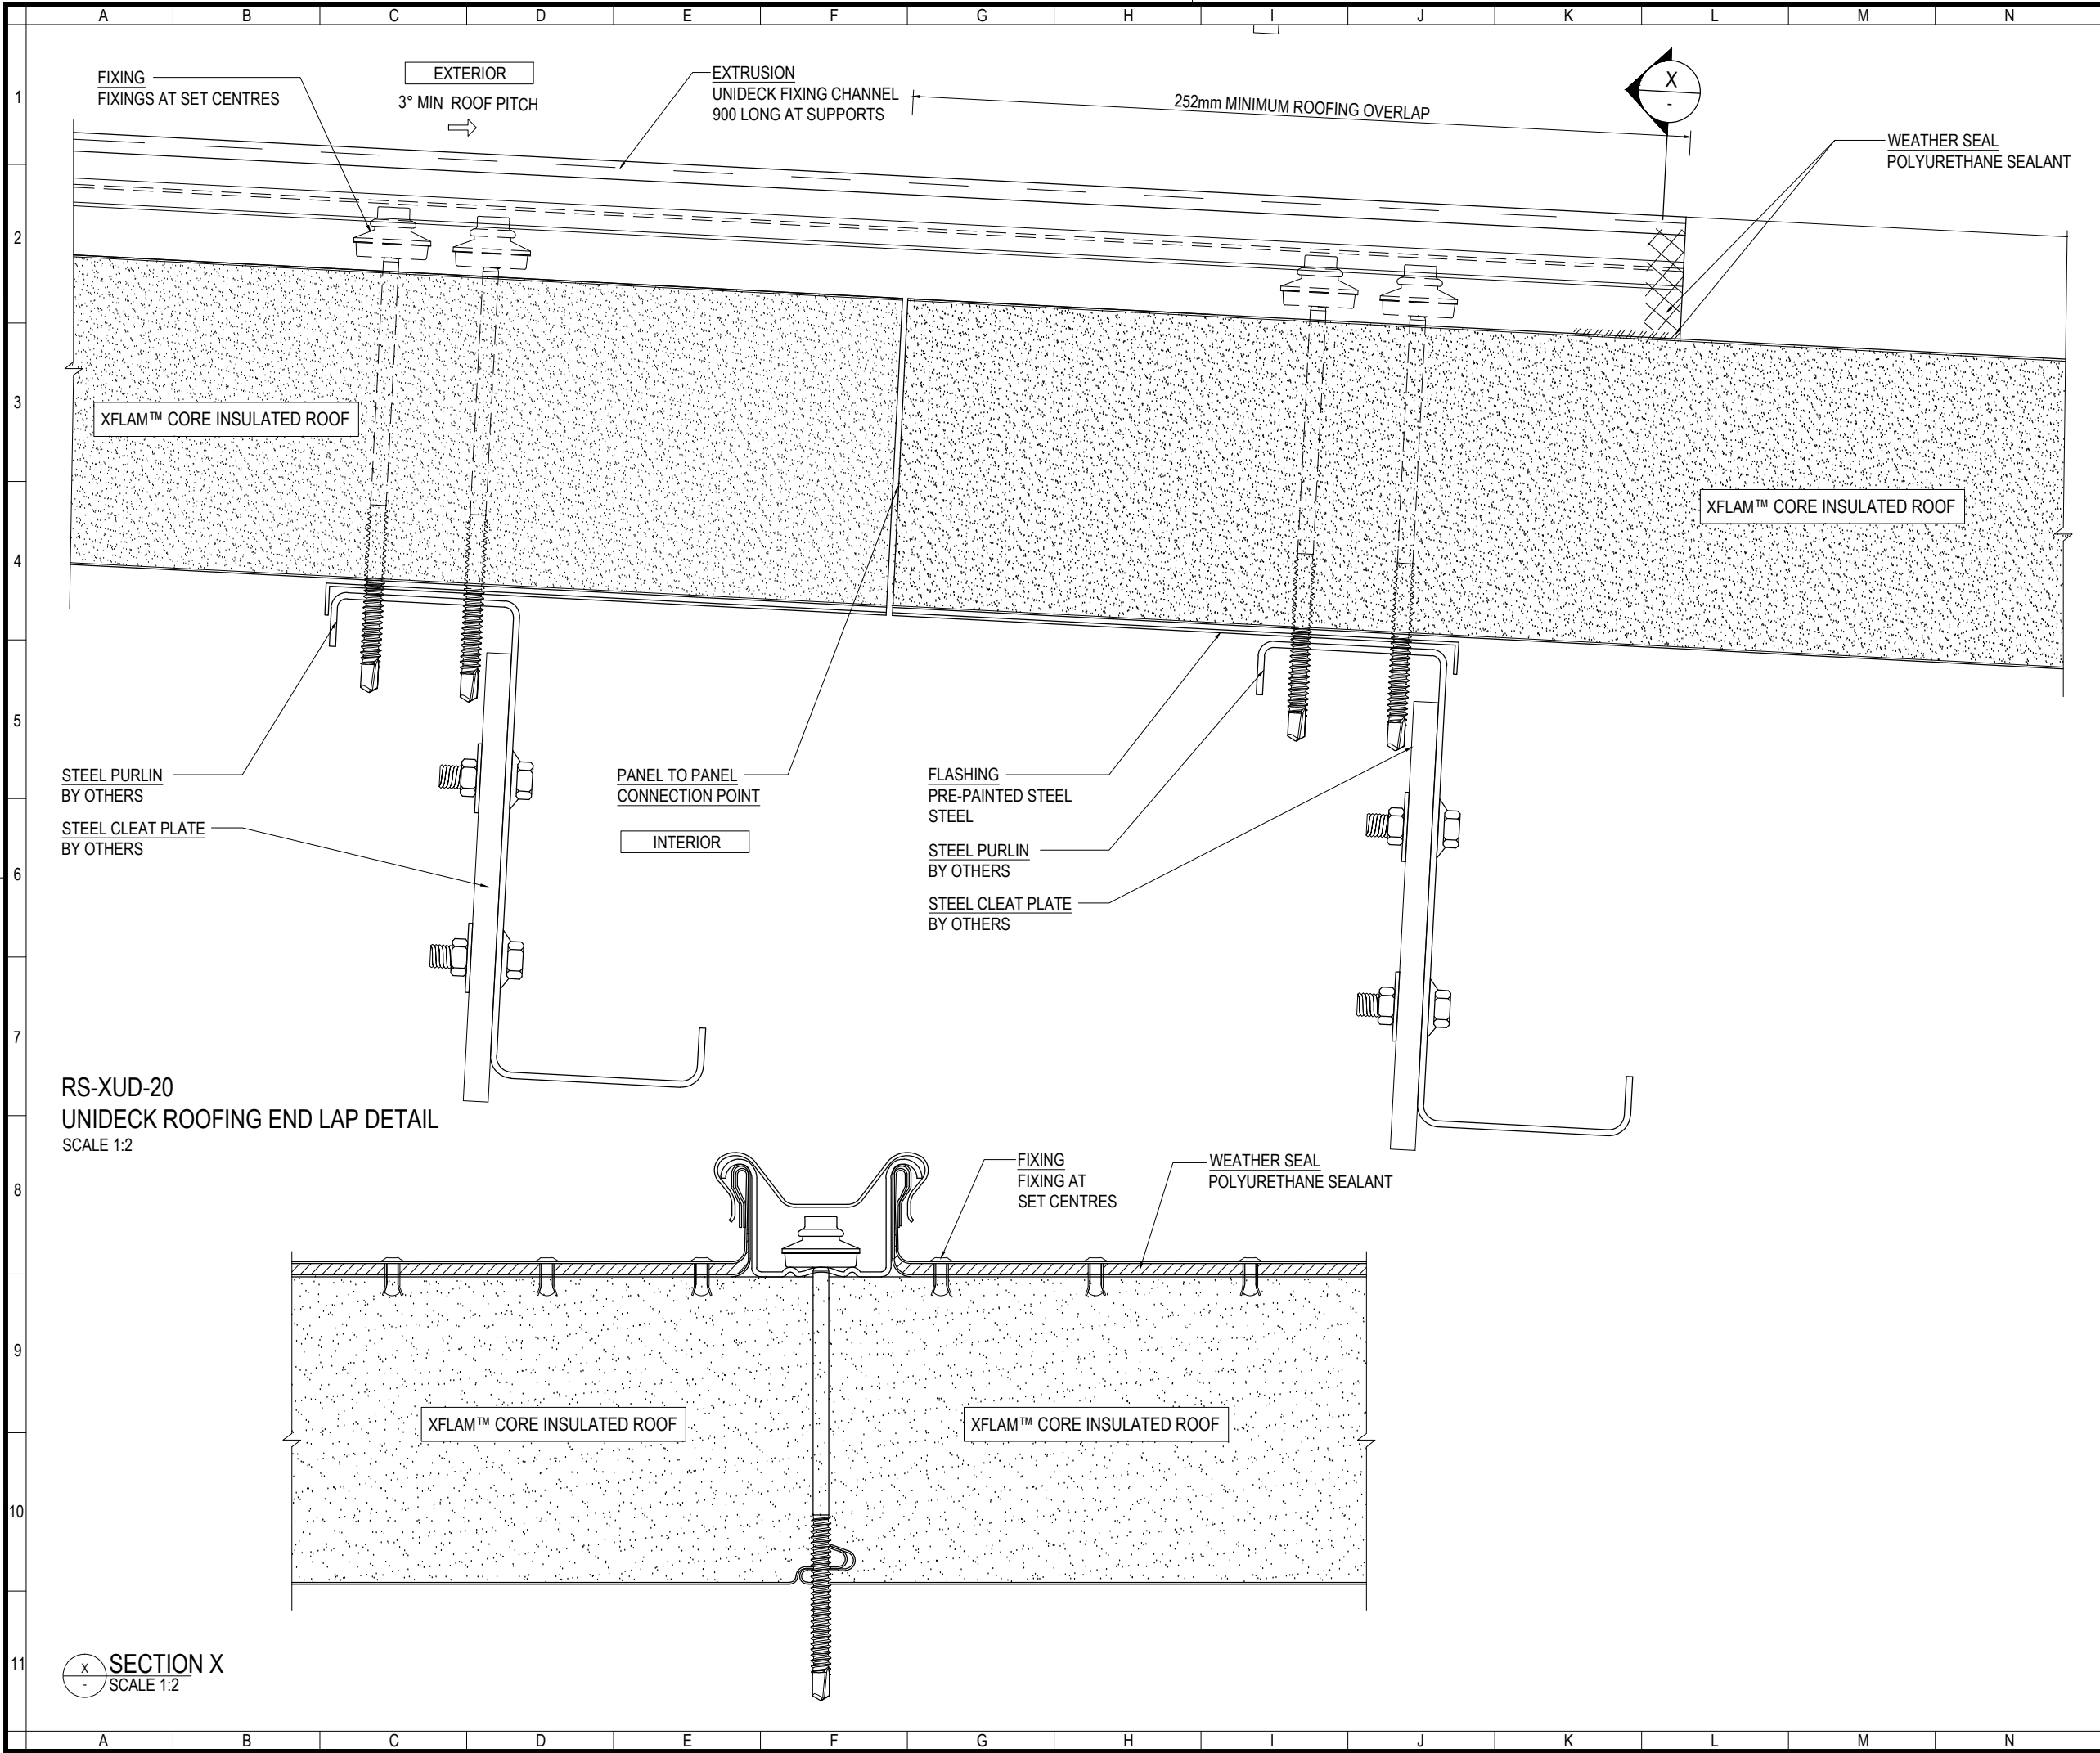 A B C D E F G H I J K L M N
1
2
3
4
5
6
7
8
9
10
11
FIXING
FIXINGS AT SET CENTRES
EXTERIOR
3° MIN ROOF PITCH
EXTRUSION
UNIDECK FIXING CHANNEL
900 LONG AT SUPPORTS
252mm MINIMUM ROOFING OVERLAP
X
-
WEATHER SEAL
POLYURETHANE SEALANT
XFLAM™ CORE INSULATED ROOF
XFLAM™ CORE INSULATED ROOF
STEEL PURLIN
BY OTHERS
STEEL CLEAT PLATE
BY OTHERS
PANEL TO PANEL
CONNECTION POINT
INTERIOR
FLASHING
PRE-PAINTED STEEL
STEEL
STEEL PURLIN
BY OTHERS
STEEL CLEAT PLATE
BY OTHERS
RS-XUD-20
UNIDECK ROOFING END LAP DETAIL
SCALE 1:2
FIXING
FIXING AT
SET CENTRES
WEATHER SEAL
POLYURETHANE SEALANT
XFLAM™ CORE INSULATED ROOF
XFLAM™ CORE INSULATED ROOF
X
-
SECTION X
SCALE 1:2
A B C D E F G H I J K L M N